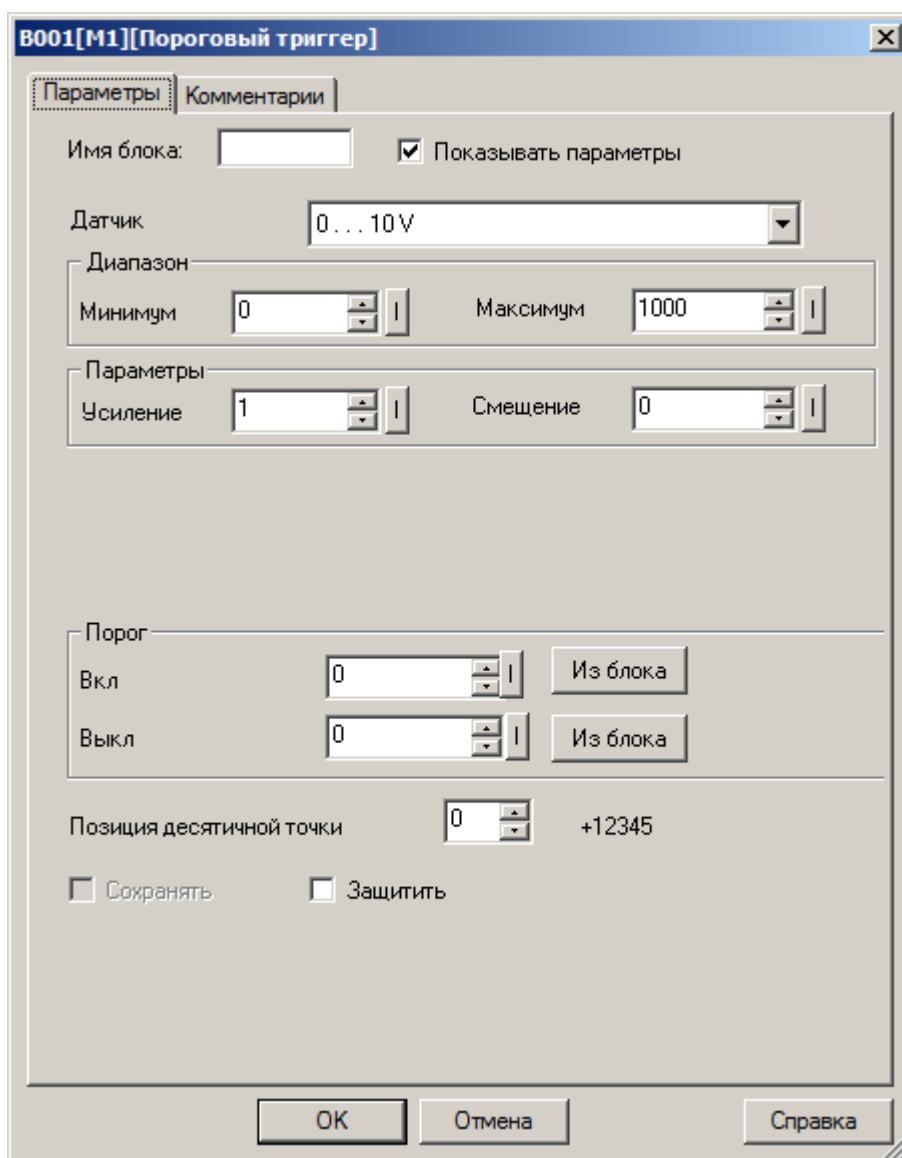 B001[M1][Пороговый триггер]
Параметры Комментарии
Имя блока: Показывать параметры
Датчик 0...10 V
Диапазон
Минимум 0 I Максимум 1000 I
Параметры
Усиление 1 I Смещение 0 I
Порог
Вкл 0 I Из блока
Выкл 0 I Из блока
Позиция десятичной точки 0 +12345
Сохранять Защитить
OK Отмена Справка